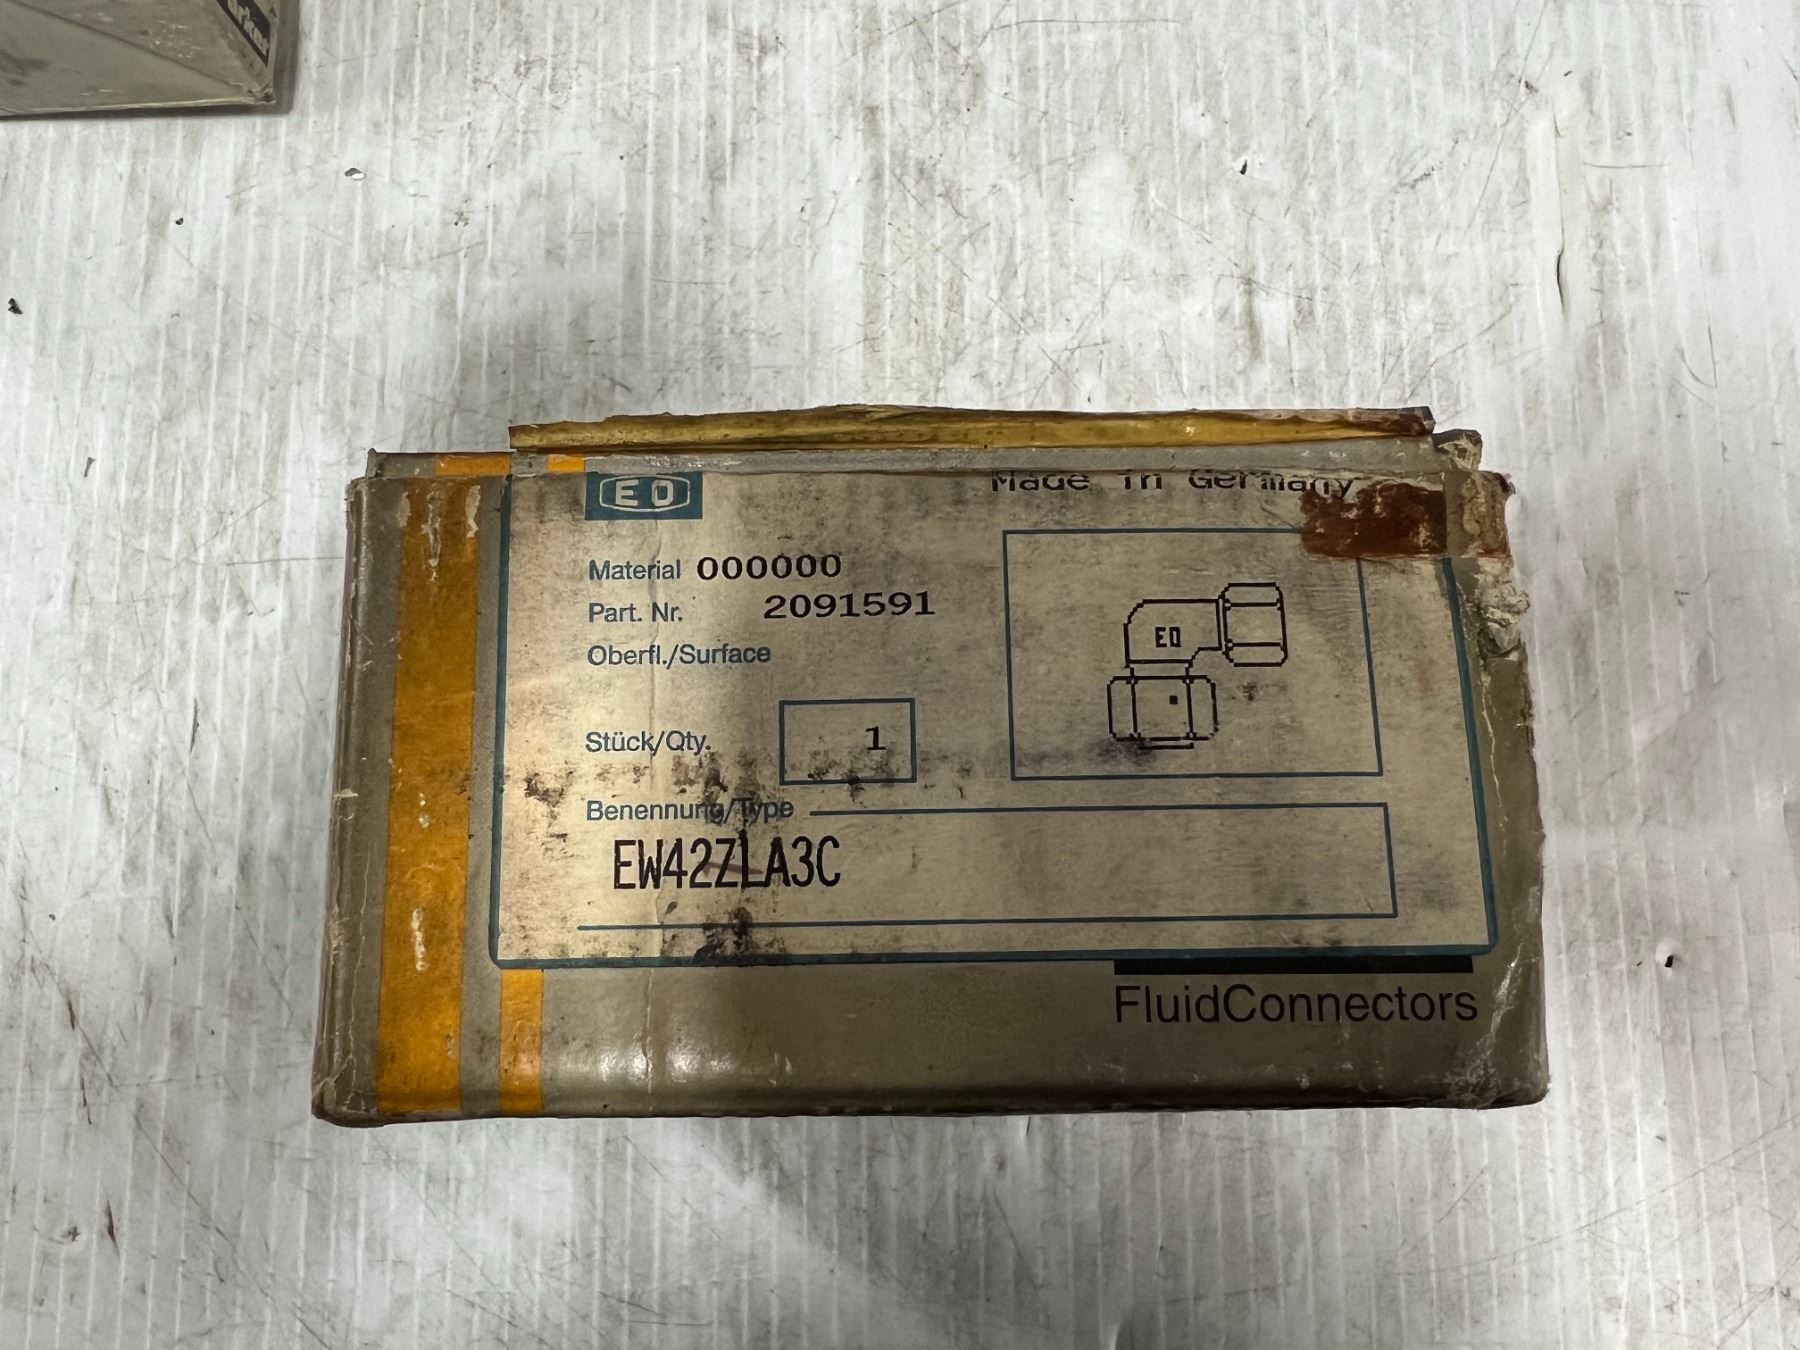 EO
Made in Germany
Material 000000
Part. Nr. 2091591
Oberfl./Surface
EO
Stück/Qty. 1
Benennung/Type
EW42ZLA3C
FluidConnectors